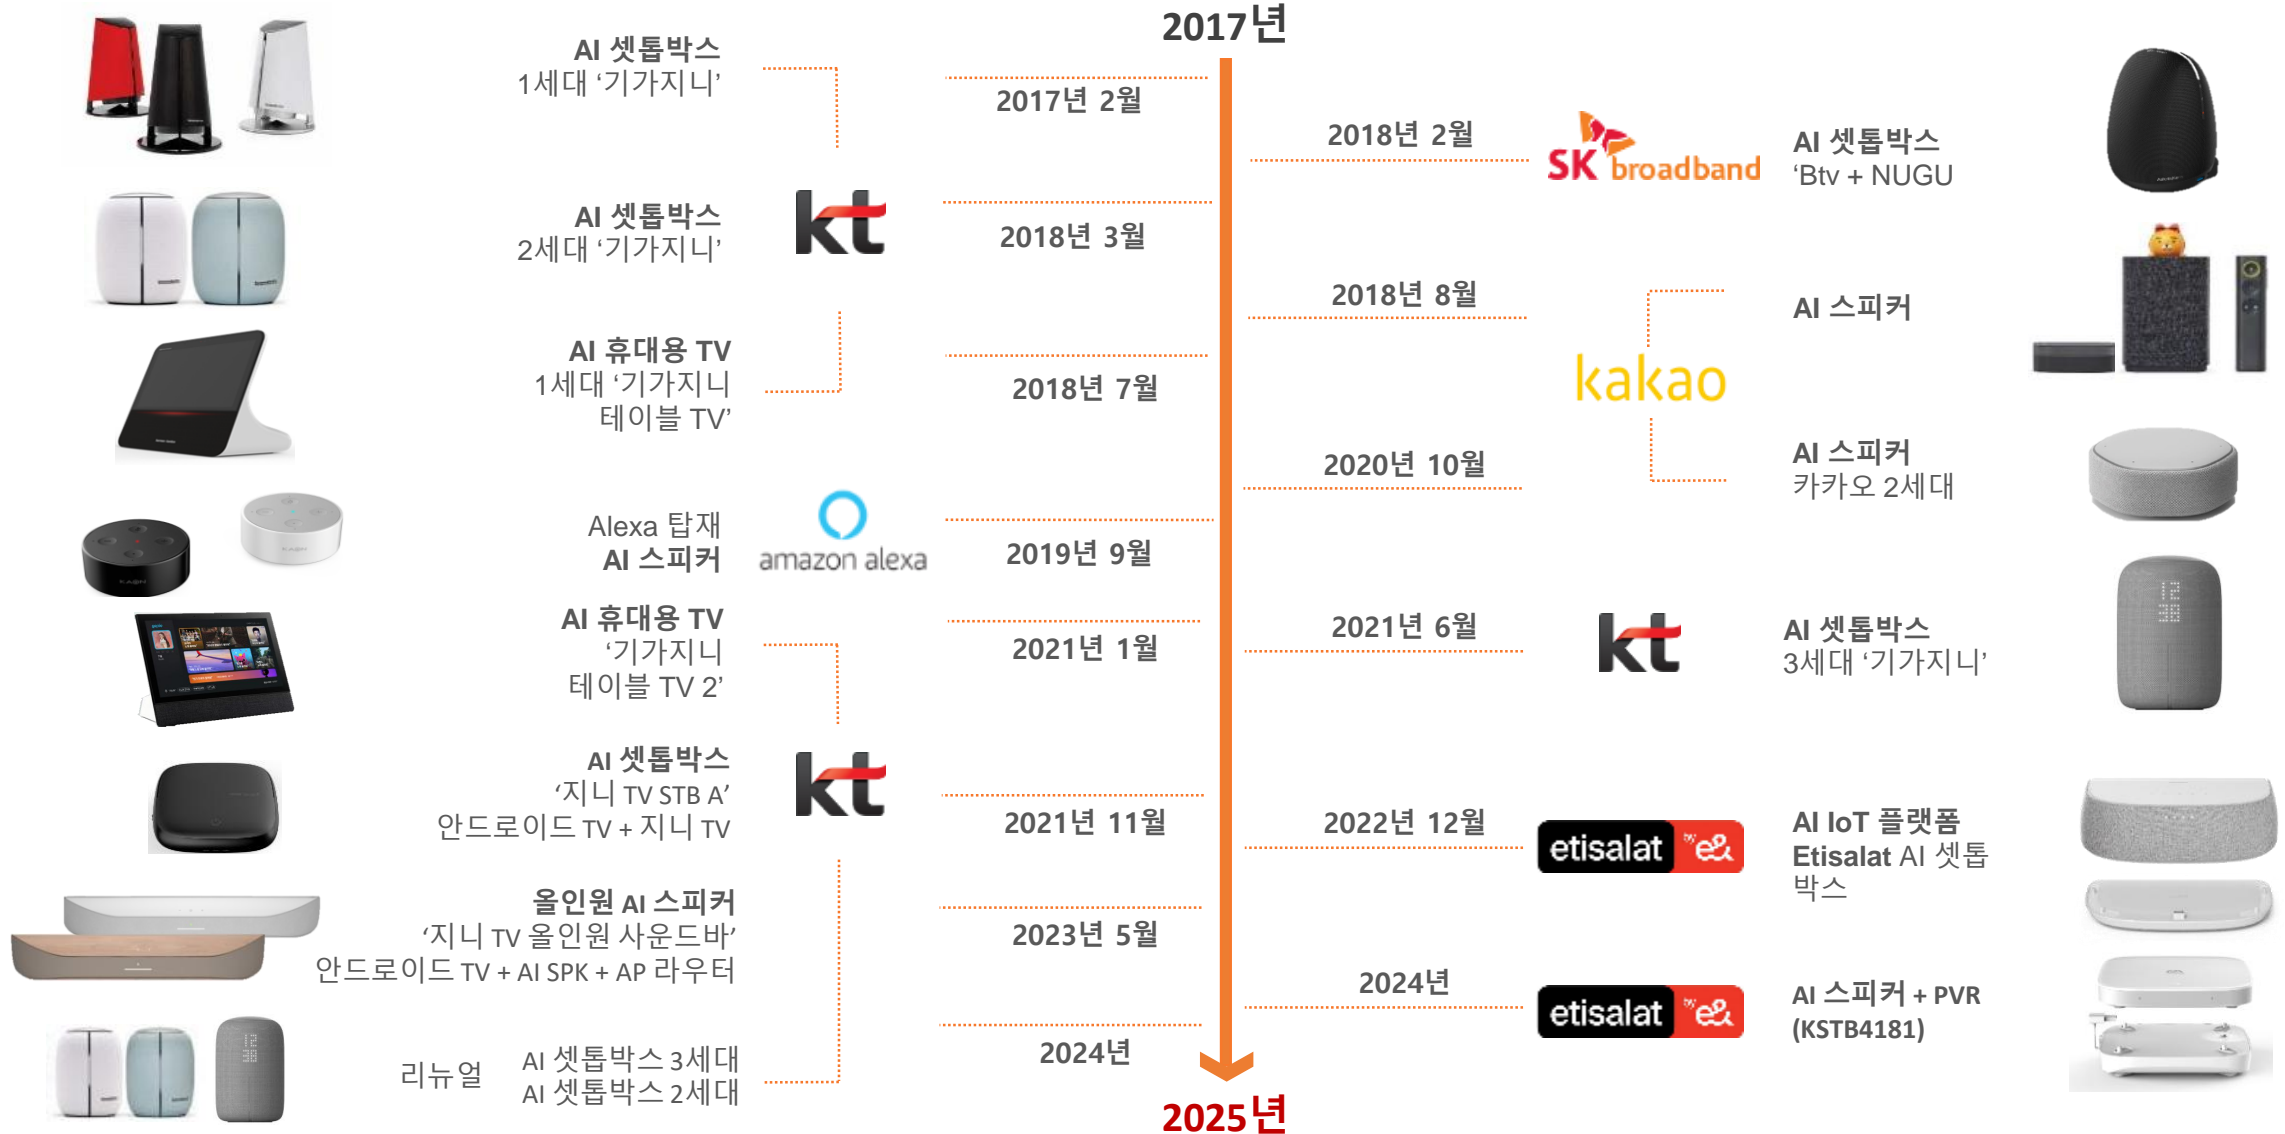 2017년
AI 셋톱박스
1세대 ‘기가지니’
2017년 2월
2018년 2월
SK broadband
AI 셋톱박스
‘Btv + NUGU
AI 셋톱박스
2세대 ‘기가지니’
kt
2018년 3월
2018년 8월
AI 스피커
kakao
AI 휴대용 TV
1세대 ‘기가지니
테이블 TV’
2018년 7월
2020년 10월
AI 스피커
카카오 2세대
Alexa 탑재
AI 스피커
amazon alexa
2019년 9월
KAON
KAON
AI 휴대용 TV
‘기가지니
테이블 TV 2’
2021년 1월
2021년 6월
kt
AI 셋톱박스
3세대 ‘기가지니’
12
38
AI 셋톱박스
‘지니 TV STB A’
안드로이드 TV + 지니 TV
kt
2021년 11월
2022년 12월
etisalat by e&
AI IoT 플랫폼
Etisalat AI 셋톱
박스
올인원 AI 스피커
‘지니 TV 올인원 사운드바’
안드로이드 TV + AI SPK + AP 라우터
2023년 5월
2024년
etisalat by e&
AI 스피커 + PVR
(KSTB4181)
리뉴얼
AI 셋톱박스 3세대
AI 셋톱박스 2세대
2024년
2025년